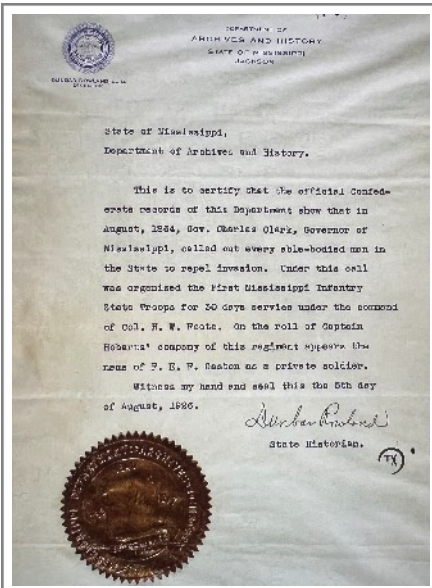 DEPARTMENT OF
ARCHIVES AND HISTORY
STATE OF MISSISSIPPI
JACKSON
DUNBAR ROWLAND, LL.D.
DIRECTOR
State of Mississippi,
Department of Archives and History.
This is to certify that the official Confed-
erate records of this Department show that in
August, 1864, Gov. Charles Clark, Governor of
Mississippi, called out every able-bodied man in
the State to repel invasion. Under this call
was organized the First Mississippi Infantry
State Troops for 30 days service under the command
of Col. H. W. Foote. On the roll of Captain
Roberts' company of this regiment appears the
name of F. E. F. as a private soldier.
Witness my hand and seal this the 5th day
of August, 1926.
Dunbar Rowland
State Historian.
TX